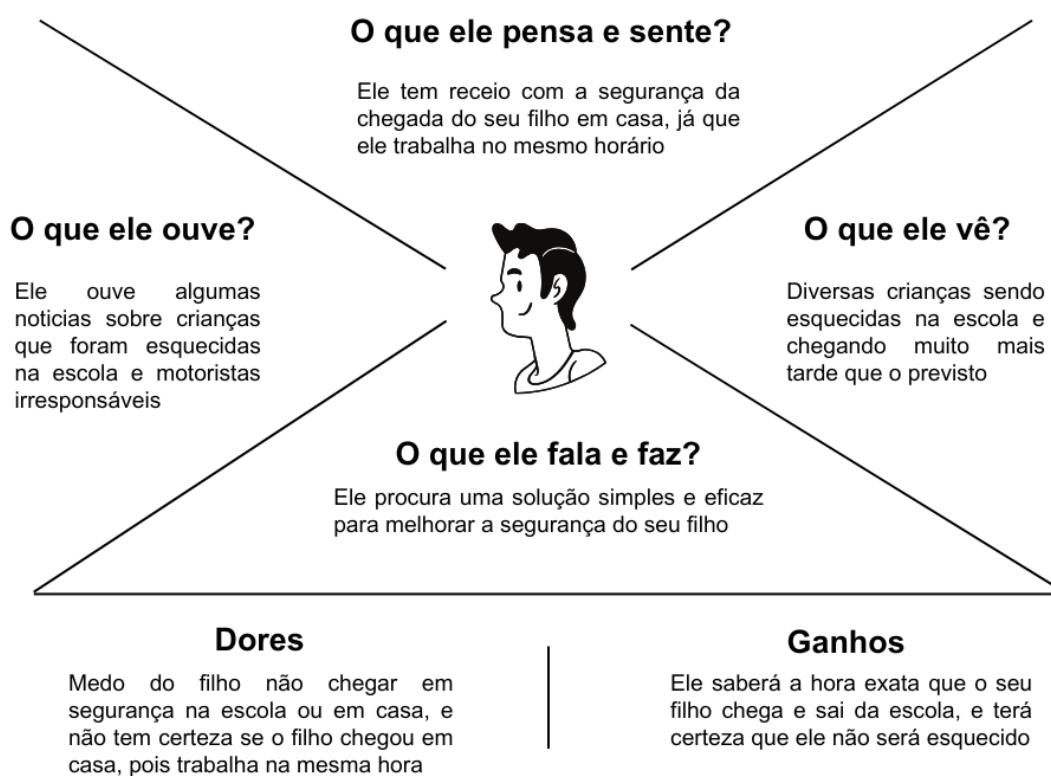 O que ele pensa e sente?
Ele tem receio com a segurança da
chegada do seu filho em casa, já que
ele trabalha no mesmo horário
O que ele ouve?
Ele ouve algumas
noticias sobre crianças
que foram esquecidas
na escola e motoristas
irresponsáveis
O que ele vê?
Diversas crianças sendo
esquecidas na escola e
chegando muito mais
tarde que o previsto
O que ele fala e faz?
Ele procura uma solução simples e eficaz
para melhorar a segurança do seu filho
Dores
Medo do filho não chegar em
segurança na escola ou em casa, e
não tem certeza se o filho chegou em
casa, pois trabalha na mesma hora
Ganhos
Ele saberá a hora exata que o seu
filho chega e sai da escola, e terá
certeza que ele não será esquecido